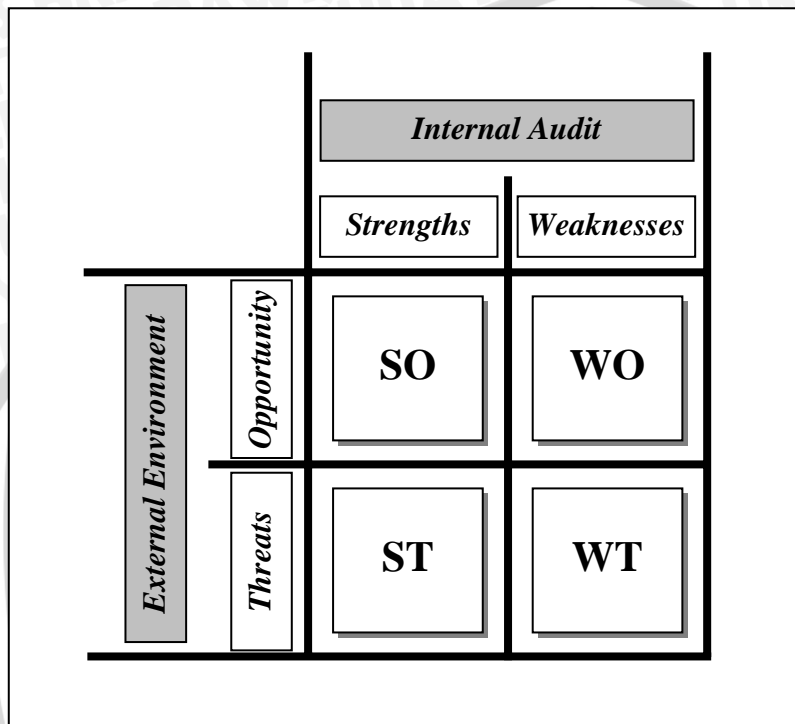 Internal Audit
Strengths
Weaknesses
External Environment
Opportunity
SO
WO
Threats
ST
WT